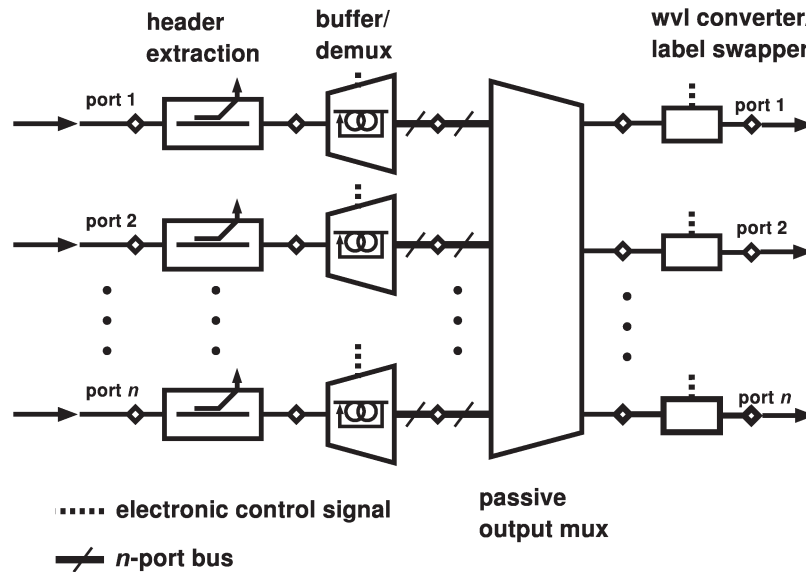 header
extraction
buffer/
demux
wvl converter/
label swapper
port 1
port 1
port 2
port 2
port n
port n
electronic control signal
n-port bus
passive
output mux